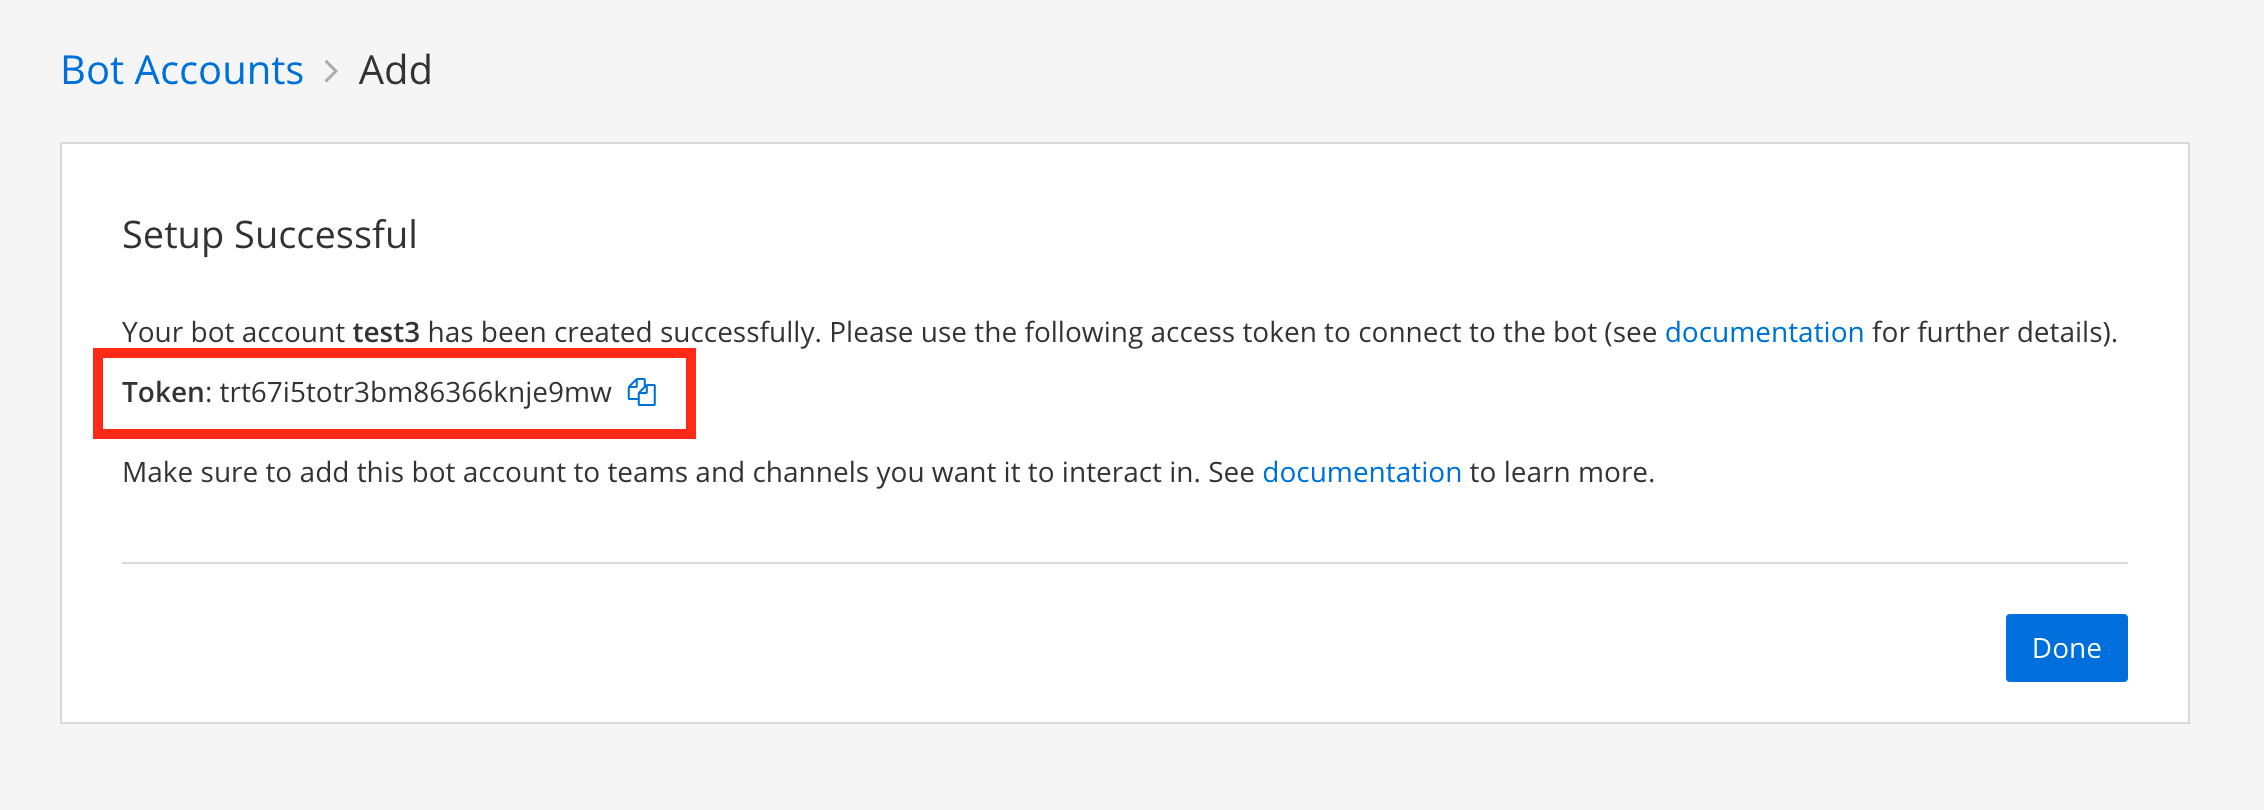 Bot Accounts > Add
Setup Successful
Your bot account test3 has been created successfully. Please use the following access token to connect to the bot (see documentation for further details).
Token: trt67i5totr3bm86366knje9mw
Make sure to add this bot account to teams and channels you want it to interact in. See documentation to learn more.
Done